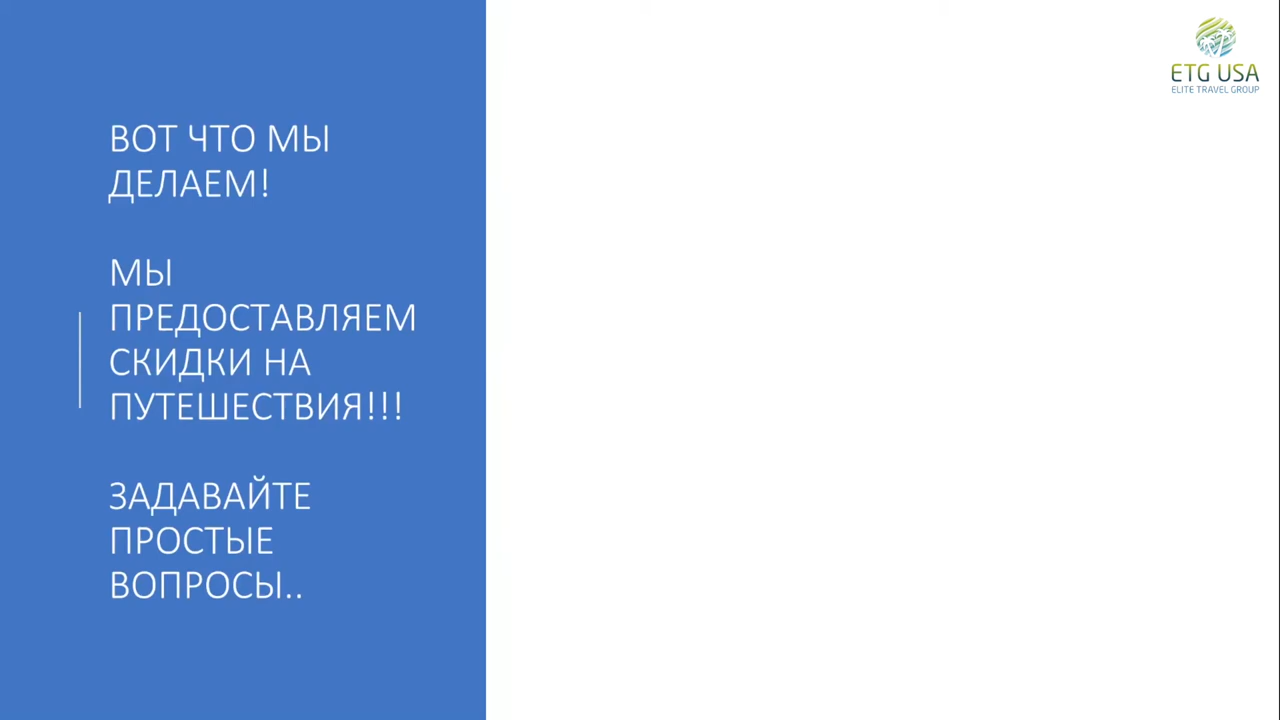 ETG USA
ELITE TRAVEL GROUP
ВОТ ЧТО МЫ
ДЕЛАЕМ!
МЫ
ПРЕДОСТАВЛЯЕМ
СКИДКИ НА
ПУТЕШЕСТВИЯ!!!
ЗАДАВАЙТЕ
ПРОСТЫЕ
ВОПРОСЫ..